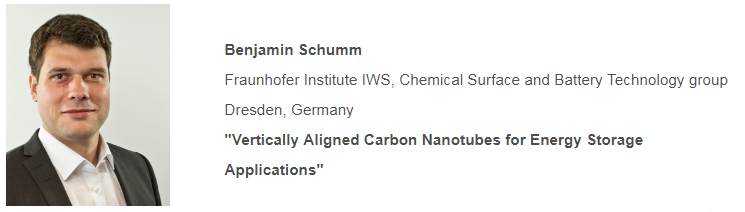 Benjamin Schumm
Fraunhofer Institute IWS, Chemical Surface and Battery Technology group
Dresden, Germany
"Vertically Aligned Carbon Nanotubes for Energy Storage
Applications"